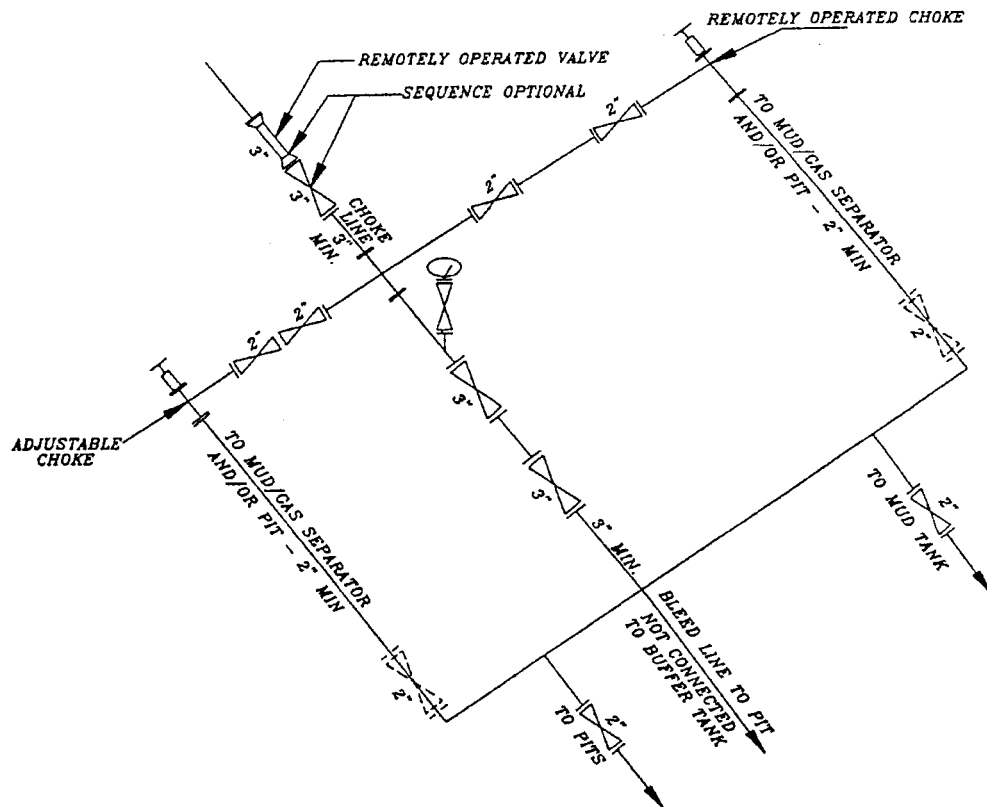 REMOTELY OPERATED CHOKE
REMOTELY OPERATED VALVE
SEQUENCE OPTIONAL
3"
3"
CHOKE
LINE
3"
MIN.
2"
2"
TO MUD/GAS SEPARATOR
AND/OR PIT - 2" MIN
2"
2"
2"
ADJUSTABLE
CHOKE
TO MUD/GAS SEPARATOR
AND/OR PIT - 2" MIN
2"
3"
3"
3" MIN.
BLEED LINE TO PIT
NOT CONNECTED
TO BUFFER TANK
2"
TO MUD TANK
2"
TO PITS